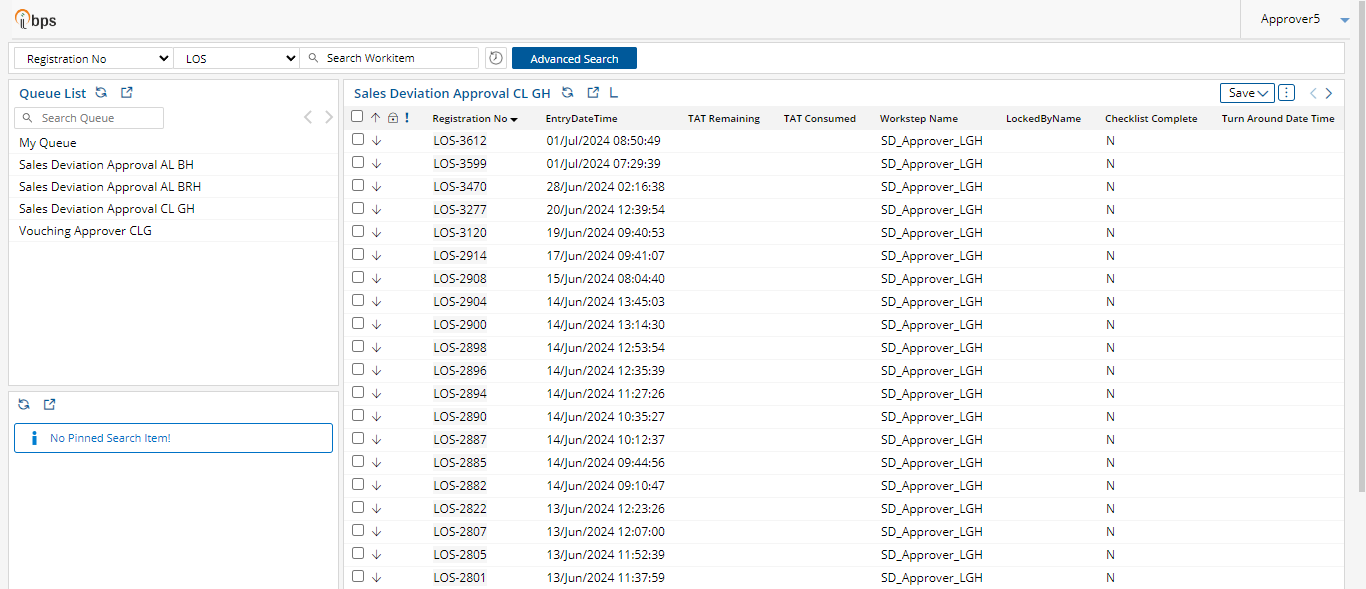 ibps
Approver5
Registration No LOS Search Workitem Advanced Search
Queue List
Search Queue
My Queue
Sales Deviation Approval AL BH
Sales Deviation Approval AL BRH
Sales Deviation Approval CL GH
Vouching Approver CLG
No Pinned Search Item!
Sales Deviation Approval CL GH L Save
Registration No EntryDateTime TAT Remaining TAT Consumed Workstep Name LockedByName Checklist Complete Turn Around Date Time
LOS-3612 01/Jul/2024 08:50:49 SD_Approver_LGH N
LOS-3599 01/Jul/2024 07:29:39 SD_Approver_LGH N
LOS-3470 28/Jun/2024 02:16:38 SD_Approver_LGH N
LOS-3277 20/Jun/2024 12:39:54 SD_Approver_LGH N
LOS-3120 19/Jun/2024 09:40:53 SD_Approver_LGH N
LOS-2914 17/Jun/2024 09:41:07 SD_Approver_LGH N
LOS-2908 15/Jun/2024 08:04:40 SD_Approver_LGH N
LOS-2904 14/Jun/2024 13:45:03 SD_Approver_LGH N
LOS-2900 14/Jun/2024 13:14:30 SD_Approver_LGH N
LOS-2898 14/Jun/2024 12:53:54 SD_Approver_LGH N
LOS-2896 14/Jun/2024 12:35:39 SD_Approver_LGH N
LOS-2894 14/Jun/2024 11:27:26 SD_Approver_LGH N
LOS-2890 14/Jun/2024 10:35:27 SD_Approver_LGH N
LOS-2887 14/Jun/2024 10:12:37 SD_Approver_LGH N
LOS-2885 14/Jun/2024 09:44:56 SD_Approver_LGH N
LOS-2882 14/Jun/2024 09:10:47 SD_Approver_LGH N
LOS-2822 13/Jun/2024 12:23:26 SD_Approver_LGH N
LOS-2807 13/Jun/2024 12:07:00 SD_Approver_LGH N
LOS-2805 13/Jun/2024 11:52:39 SD_Approver_LGH N
LOS-2801 13/Jun/2024 11:37:59 SD_Approver_LGH N